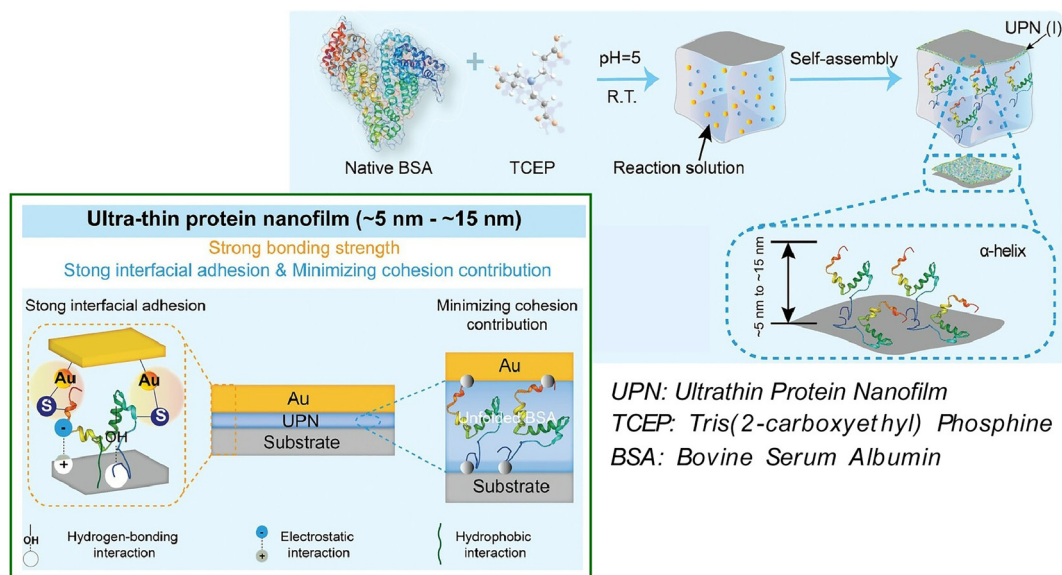 UPN (I)
pH=5
Self-assembly
R.T.
Native BSA
TCEP
Reaction solution
Ultra-thin protein nanofilm (~5 nm - ~15 nm)
Strong bonding strength
Stong interfacial adhesion & Minimizing cohesion contribution
Stong interfacial adhesion
Minimizing cohesion
contribution
Au
Au
S
S
-
OH
+
Au
UPN
Substrate
Au
Unfolded BSA
Substrate
OH
Hydrogen-bonding
interaction
-
+
Electrostatic
interaction
Hydrophobic
interaction
~5 nm to ~15 nm
α-helix
UPN: Ultrathin Protein Nanofilm
TCEP: Tris(2-carboxyethyl) Phosphine
BSA: Bovine Serum Albumin